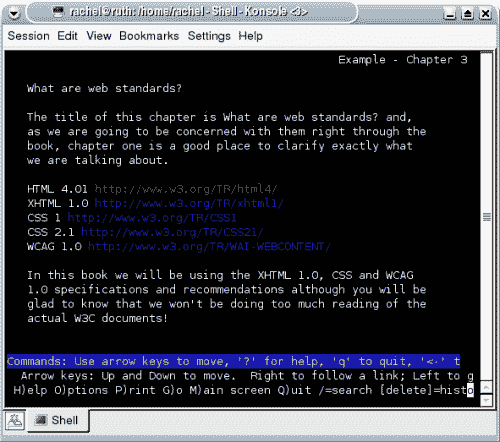 rachel@ruth: /home/rachel - Shell - Konsole <3>
Session Edit View Bookmarks Settings Help
Example - Chapter 3
What are web standards?
The title of this chapter is What are web standards? and,
as we are going to be concerned with them right through the
book, chapter one is a good place to clarify exactly what
we are talking about.
HTML 4.01 http://www.w3.org/TR/html4/
XHTML 1.0 http://www.w3.org/TR/xhtml1/
CSS 1 http://www.w3.org/TR/CSS1
CSS 2.1 http://www.w3.org/TR/CSS21/
WCAG 1.0 http://www.w3.org/TR/WAI-WEBCONTENT/
In this book we will be using the XHTML 1.0, CSS and WCAG
1.0 specifications and recommendations although you will be
glad to know that we won't be doing too much reading of the
actual W3C documents!
Commands: Use arrow keys to move, '?' for help, 'q' to quit, '<-' t
Arrow keys: Up and Down to move. Right to follow a link; Left to g
H)elp O)ptions P)rint G)o M)ain screen Q)uit /=search [delete]=histo
Shell